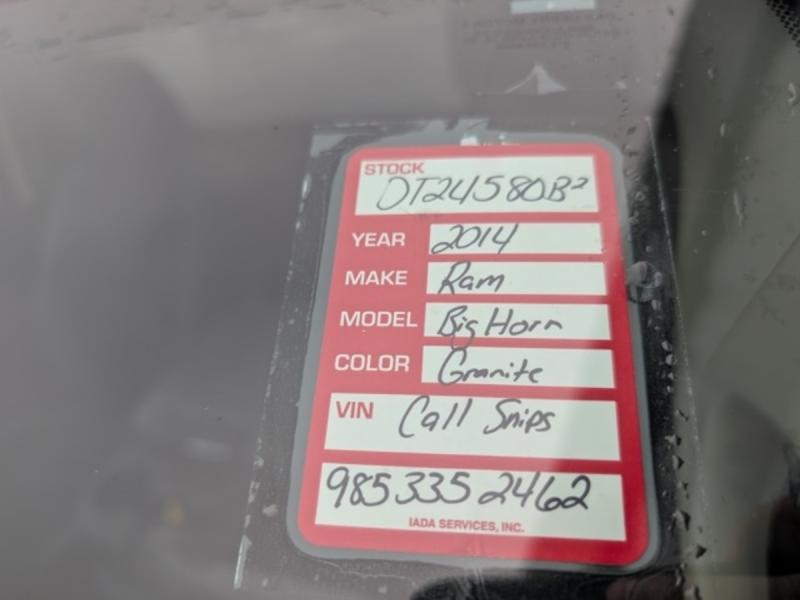 STOCK
DT24580B²
YEAR 2014
MAKE Ram
MODEL Big Horn
COLOR Granite
VIN Call Snips
985 335 2462
IADA SERVICES, INC.